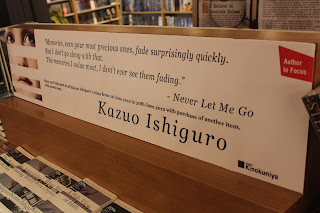 "Memories, even your most precious ones, fade surprisingly quickly.
But I don't go along with that.
The memories I value most, I don't ever see them fading."
- Never Let Me Go
Author
In Focus
Kazuo Ishiguro
Kinokuniya